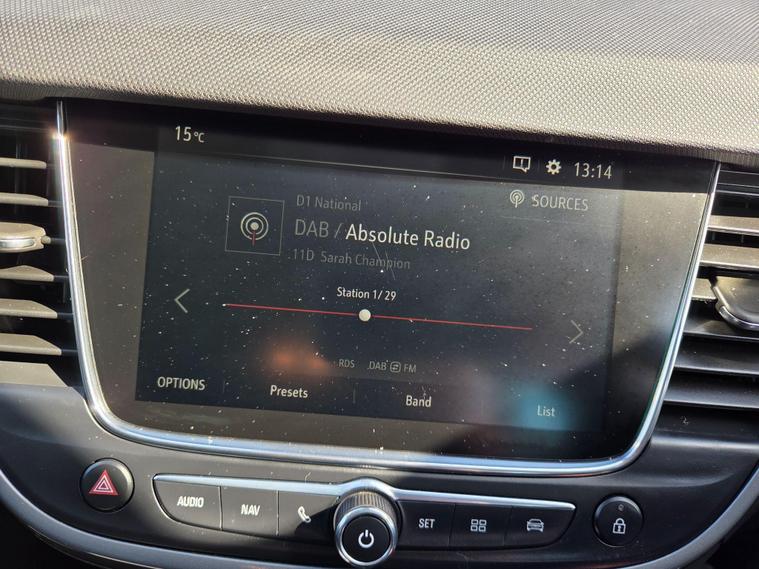 15°C
13:14
SOURCES
D1 National
DAB / Absolute Radio
11D Sarah Champion
Station 1/29
RDS DAB FM
OPTIONS Presets Band List
AUDIO NAV SET